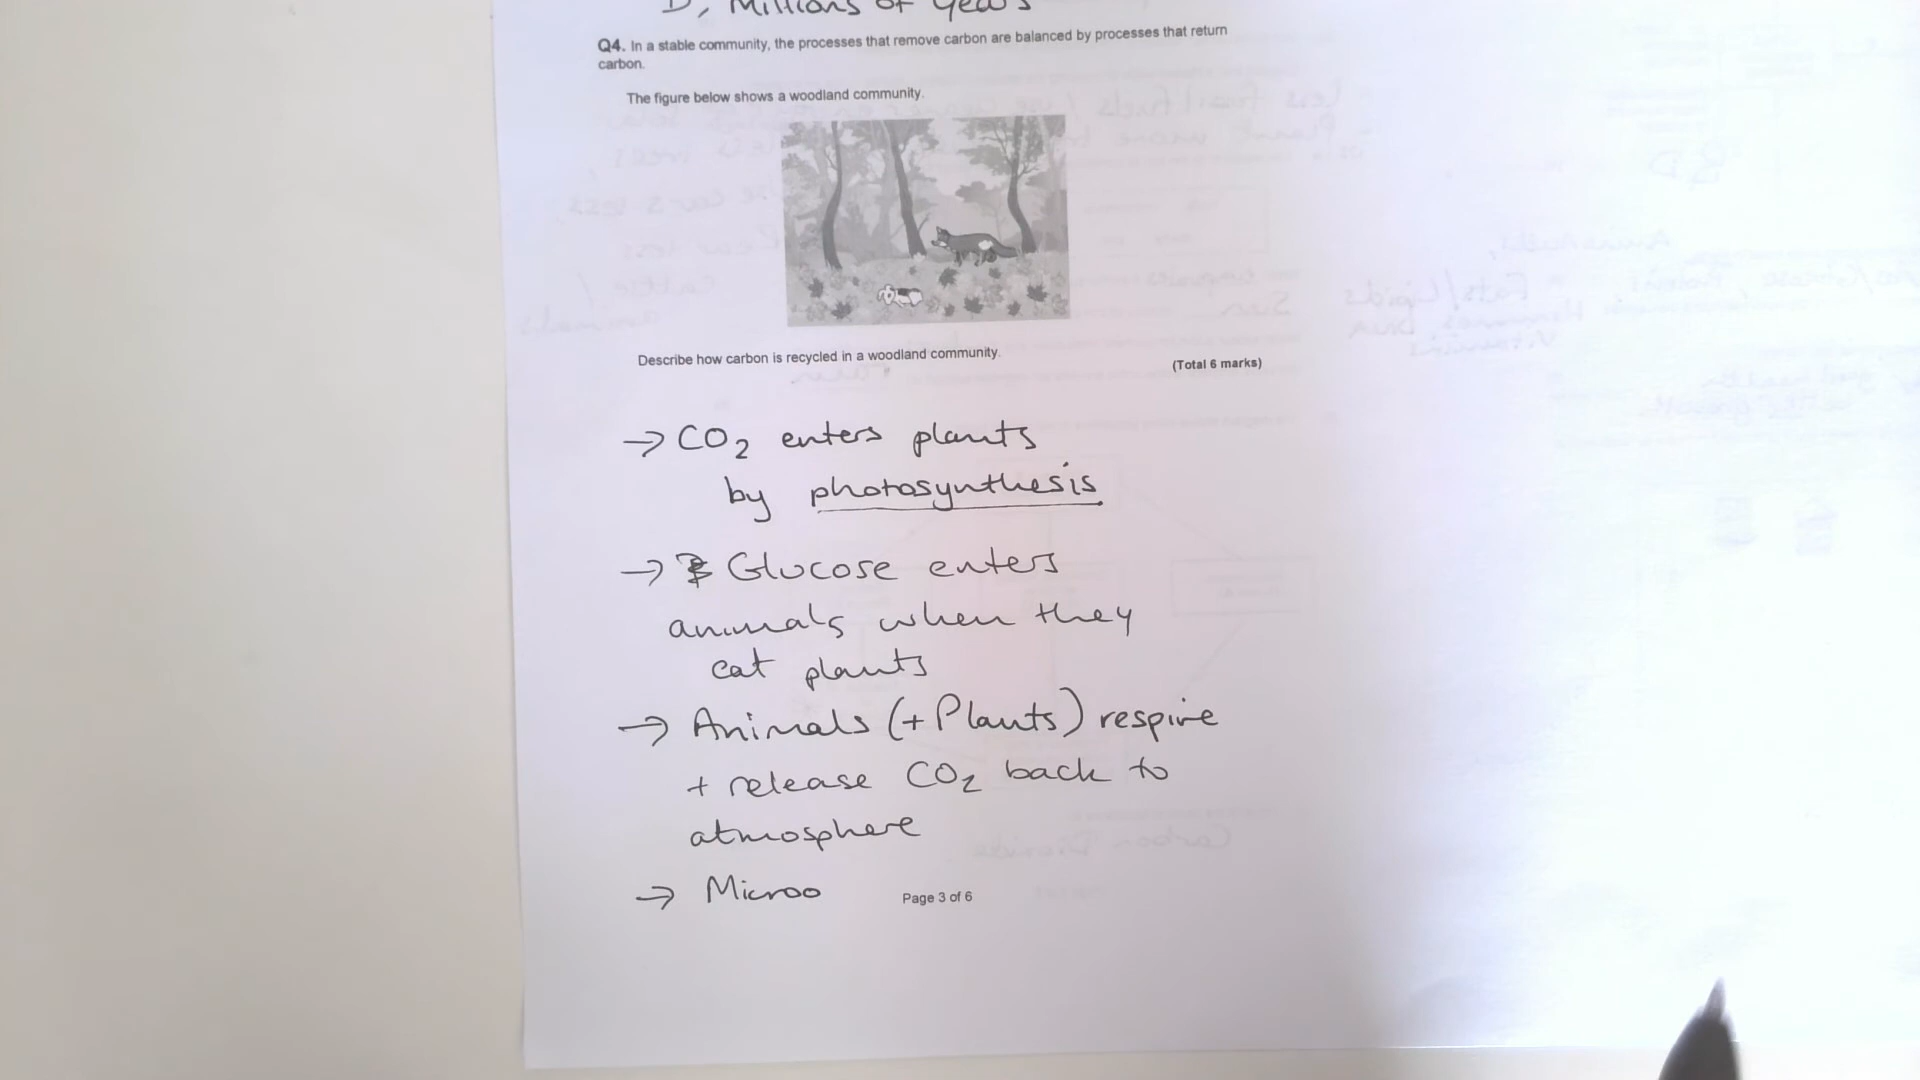 D, Millions of Years
Q4. In a stable community, the processes that remove carbon are balanced by processes that return
carbon.
The figure below shows a woodland community.
Describe how carbon is recycled in a woodland community.
(Total 6 marks)
→ CO₂ enters plants
by photosynthesis
→ Glucose enters
animals when they
eat plants
→ Animals (+ Plants) respire
+ release CO₂ back to
atmosphere
→ Microo
Page 3 of 6